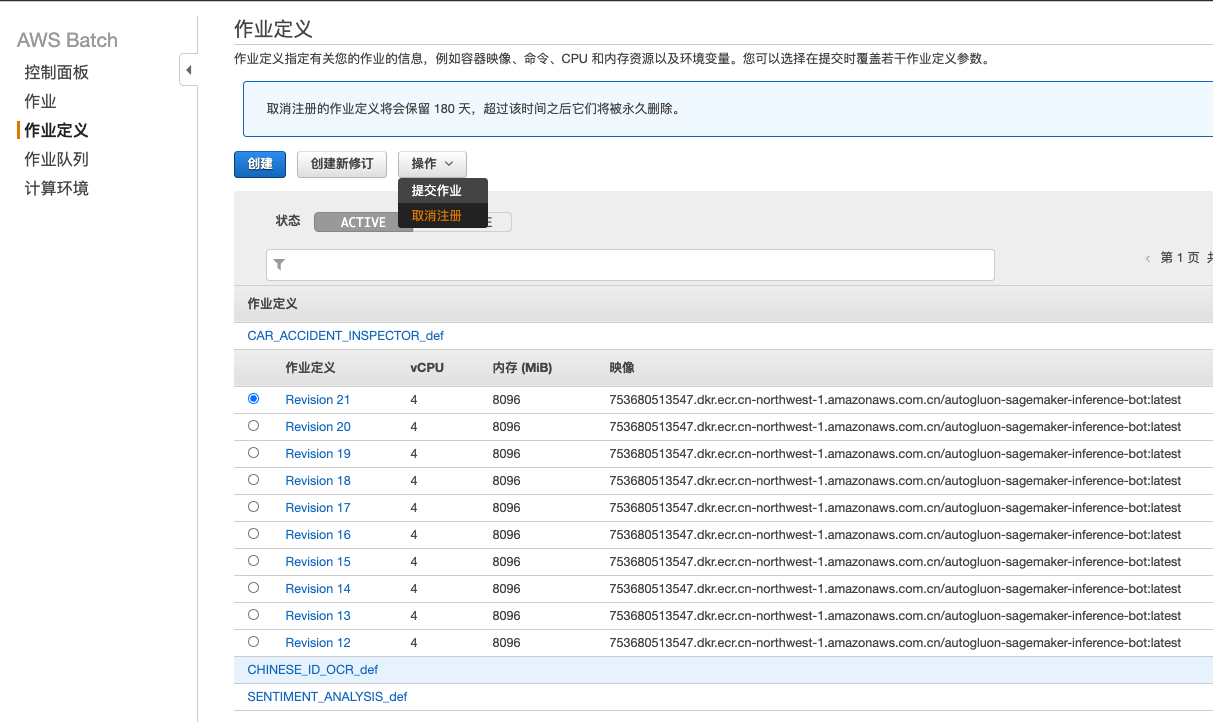 AWS Batch
控制面板
作业
作业定义
作业队列
计算环境
作业定义
作业定义指定有关您的作业的信息，例如容器映像、命令、CPU 和内存资源以及环境变量。您可以选择在提交时覆盖若干作业定义参数。
取消注册的作业定义将会保留 180 天，超过该时间之后它们将被永久删除。
创建 创建新修订 操作
提交作业
取消注册
状态 ACTIVE E
第 1 页
作业定义
CAR_ACCIDENT_INSPECTOR_def
作业定义 vCPU 内存 (MiB) 映像
Revision 21 4 8096 753680513547.dkr.ecr.cn-northwest-1.amazonaws.com.cn/autogluon-sagemaker-inference-bot:latest
Revision 20 4 8096 753680513547.dkr.ecr.cn-northwest-1.amazonaws.com.cn/autogluon-sagemaker-inference-bot:latest
Revision 19 4 8096 753680513547.dkr.ecr.cn-northwest-1.amazonaws.com.cn/autogluon-sagemaker-inference-bot:latest
Revision 18 4 8096 753680513547.dkr.ecr.cn-northwest-1.amazonaws.com.cn/autogluon-sagemaker-inference-bot:latest
Revision 17 4 8096 753680513547.dkr.ecr.cn-northwest-1.amazonaws.com.cn/autogluon-sagemaker-inference-bot:latest
Revision 16 4 8096 753680513547.dkr.ecr.cn-northwest-1.amazonaws.com.cn/autogluon-sagemaker-inference-bot:latest
Revision 15 4 8096 753680513547.dkr.ecr.cn-northwest-1.amazonaws.com.cn/autogluon-sagemaker-inference-bot:latest
Revision 14 4 8096 753680513547.dkr.ecr.cn-northwest-1.amazonaws.com.cn/autogluon-sagemaker-inference-bot:latest
Revision 13 4 8096 753680513547.dkr.ecr.cn-northwest-1.amazonaws.com.cn/autogluon-sagemaker-inference-bot:latest
Revision 12 4 8096 753680513547.dkr.ecr.cn-northwest-1.amazonaws.com.cn/autogluon-sagemaker-inference-bot:latest
CHINESE_ID_OCR_def
SENTIMENT_ANALYSIS_def